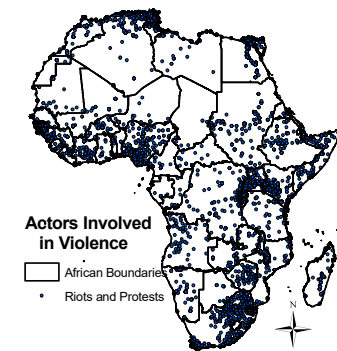 Actors Involved
in Violence
African Boundaries
Riots and Protests
N